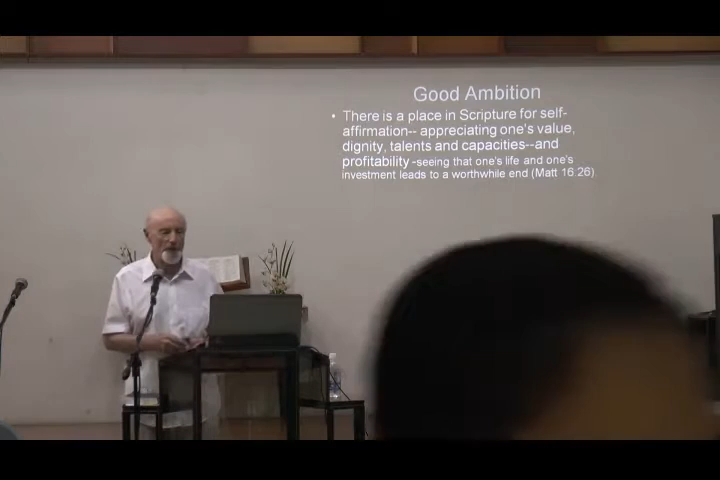 Good Ambition
• There is a place in Scripture for self-
affirmation-- appreciating one's value,
dignity, talents and capacities--and
profitability -seeing that one's life and one's
investment leads to a worthwhile end (Matt 16:26)